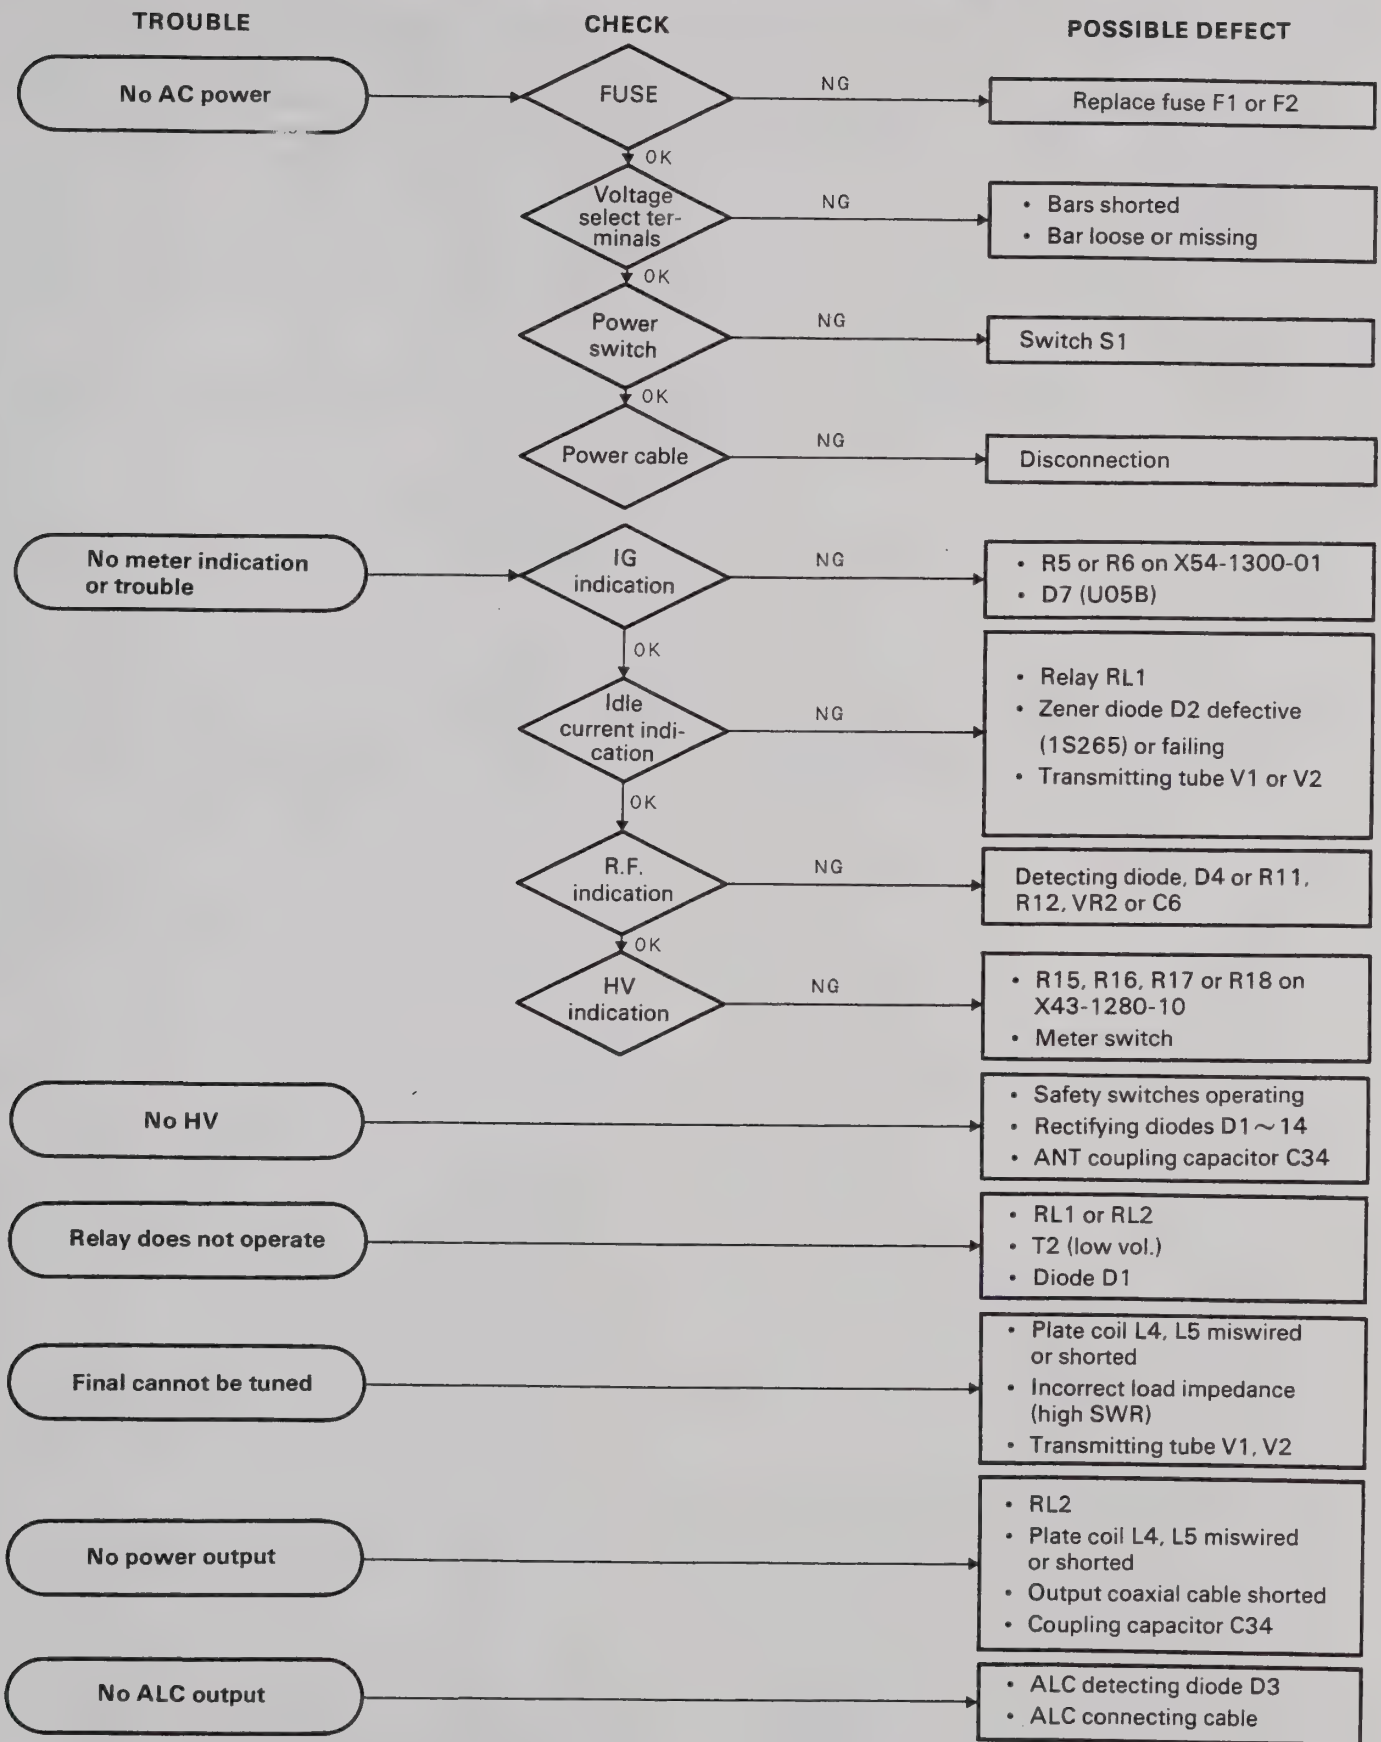 TROUBLE
CHECK
POSSIBLE DEFECT
No AC power
FUSE
NG
Replace fuse F1 or F2
OK
Voltage
select ter-
minals
NG
• Bars shorted
• Bar loose or missing
OK
Power
switch
NG
Switch S1
OK
Power cable
NG
Disconnection
No meter indication
or trouble
IG
indication
NG
• R5 or R6 on X54-1300-01
• D7 (U05B)
OK
Idle
current indi-
cation
NG
• Relay RL1
• Zener diode D2 defective
(1S265) or failing
• Transmitting tube V1 or V2
OK
R.F.
indication
NG
Detecting diode, D4 or R11,
R12, VR2 or C6
OK
HV
indication
NG
• R15, R16, R17 or R18 on
X43-1280-10
• Meter switch
No HV
• Safety switches operating
• Rectifying diodes D1～14
• ANT coupling capacitor C34
Relay does not operate
• RL1 or RL2
• T2 (low vol.)
• Diode D1
Final cannot be tuned
• Plate coil L4, L5 miswired
or shorted
• Incorrect load impedance
(high SWR)
• Transmitting tube V1, V2
No power output
• RL2
• Plate coil L4, L5 miswired
or shorted
• Output coaxial cable shorted
• Coupling capacitor C34
No ALC output
• ALC detecting diode D3
• ALC connecting cable